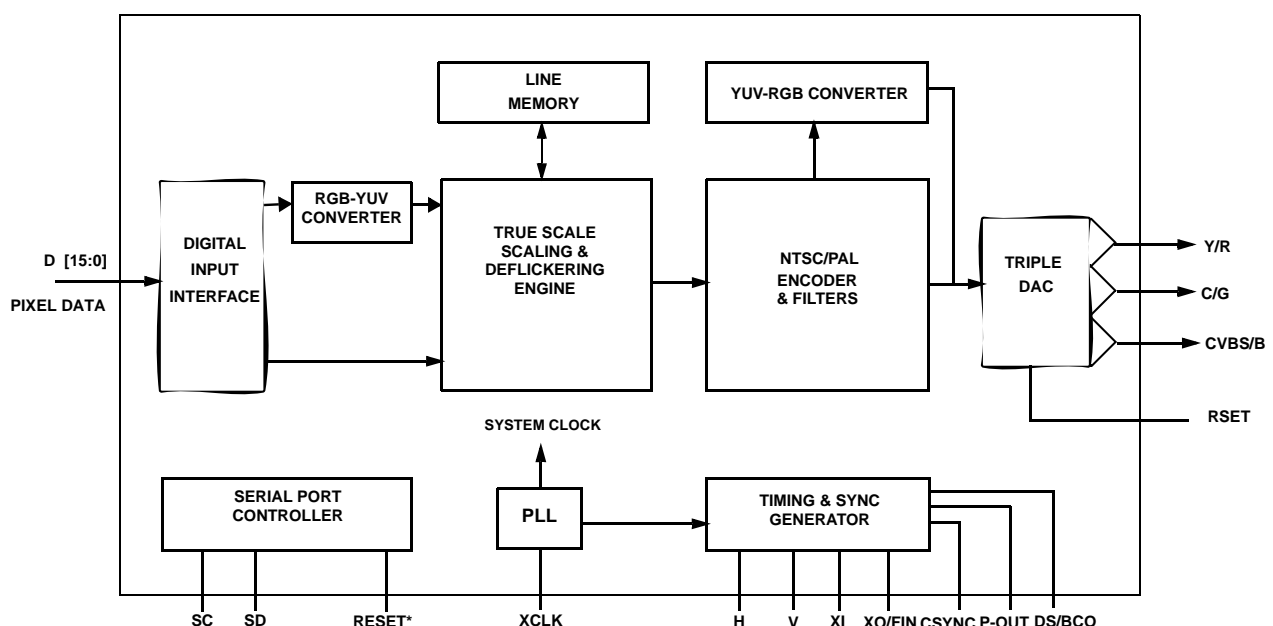 LINE
MEMORY
YUV-RGB CONVERTER
RGB-YUV
CONVERTER
TRUE SCALE
SCALING &
DEFLICKERING
ENGINE
DIGITAL
INPUT
INTERFACE
D [15:0]
PIXEL DATA
NTSC/PAL
ENCODER
& FILTERS
TRIPLE
DAC
Y/R
C/G
CVBS/B
RSET
SYSTEM CLOCK
SERIAL PORT
CONTROLLER
PLL
TIMING & SYNC
GENERATOR
SC
SD
RESET*
XCLK
H
V
XI
XO/FIN
CSYNC
P-OUT
DS/BCO